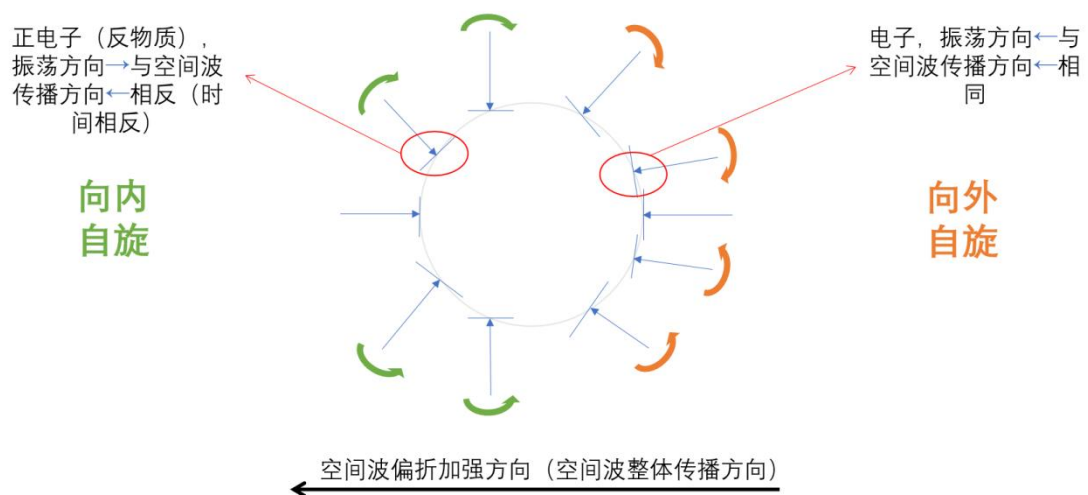 正电子（反物质），
振荡方向→与空间波
传播方向←相反（时
间相反）
电子，振荡方向←与
空间波传播方向←相
同
向内
自旋
向外
自旋
空间波偏折加强方向（空间波整体传播方向）